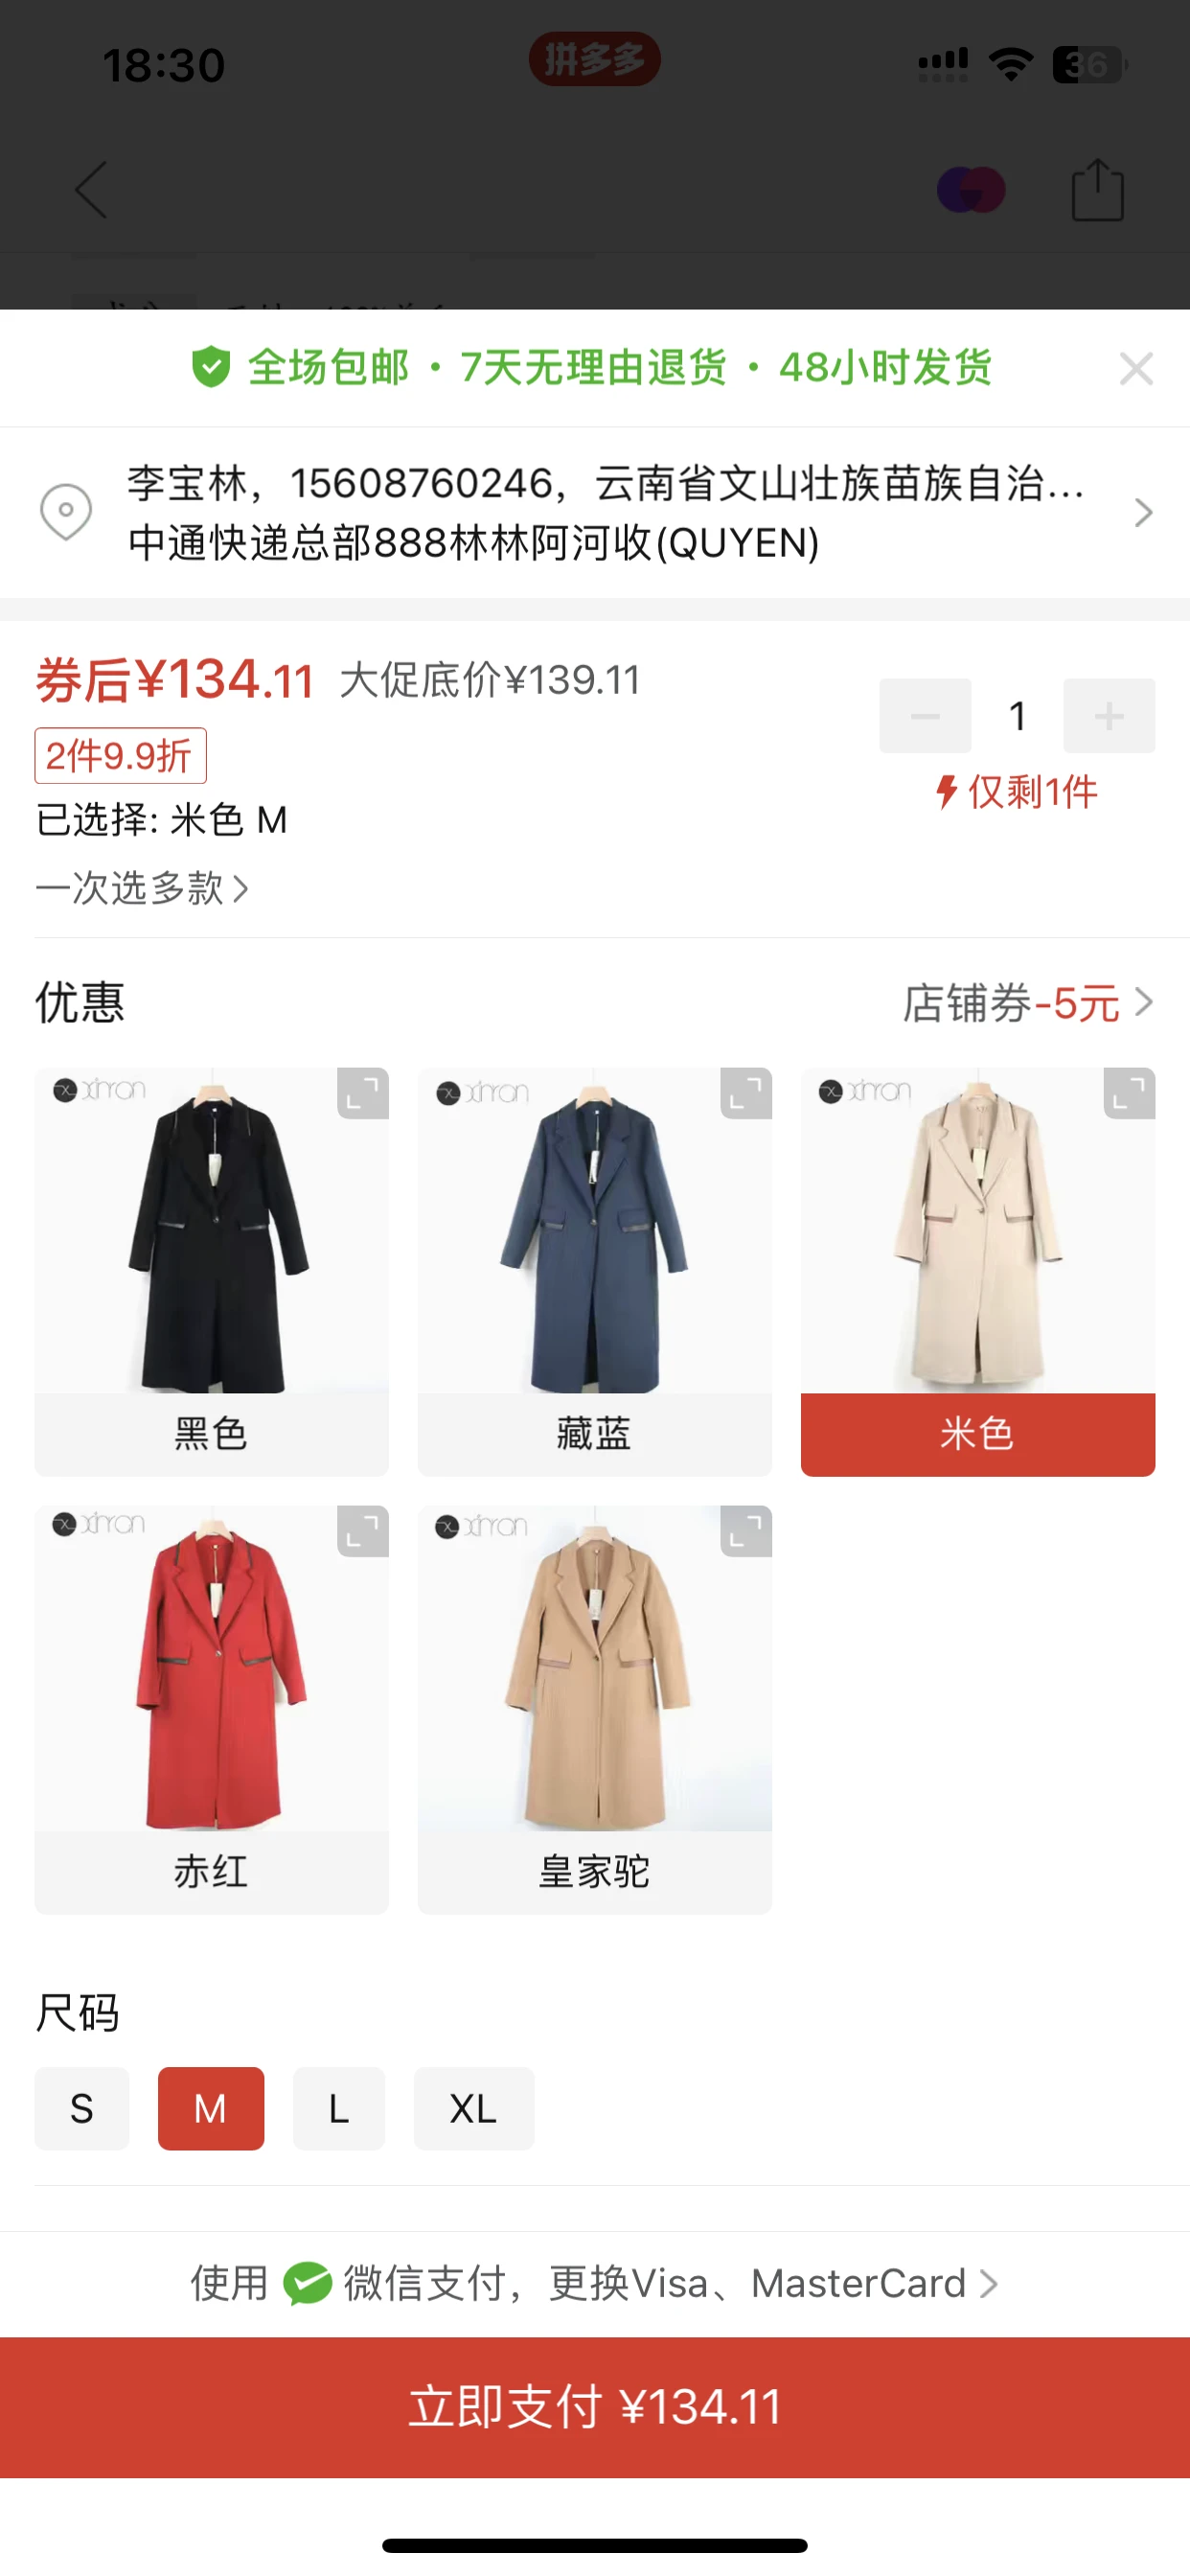 18:30
拼多多
36
全场包邮 · 7天无理由退货 · 48小时发货
李宝林，15608760246，云南省文山壮族苗族自治...
中通快递总部888林林阿河收(QUYEN)
券后¥134.11 大促底价¥139.11
1
2件9.9折
仅剩1件
已选择: 米色 M
一次选多款
优惠
店铺券-5元
xinran
xinran
xinran
黑色
藏蓝
米色
xinran
xinran
赤红
皇家驼
尺码
S
M
L
XL
使用 微信支付，更换Visa、MasterCard
立即支付 ¥134.11